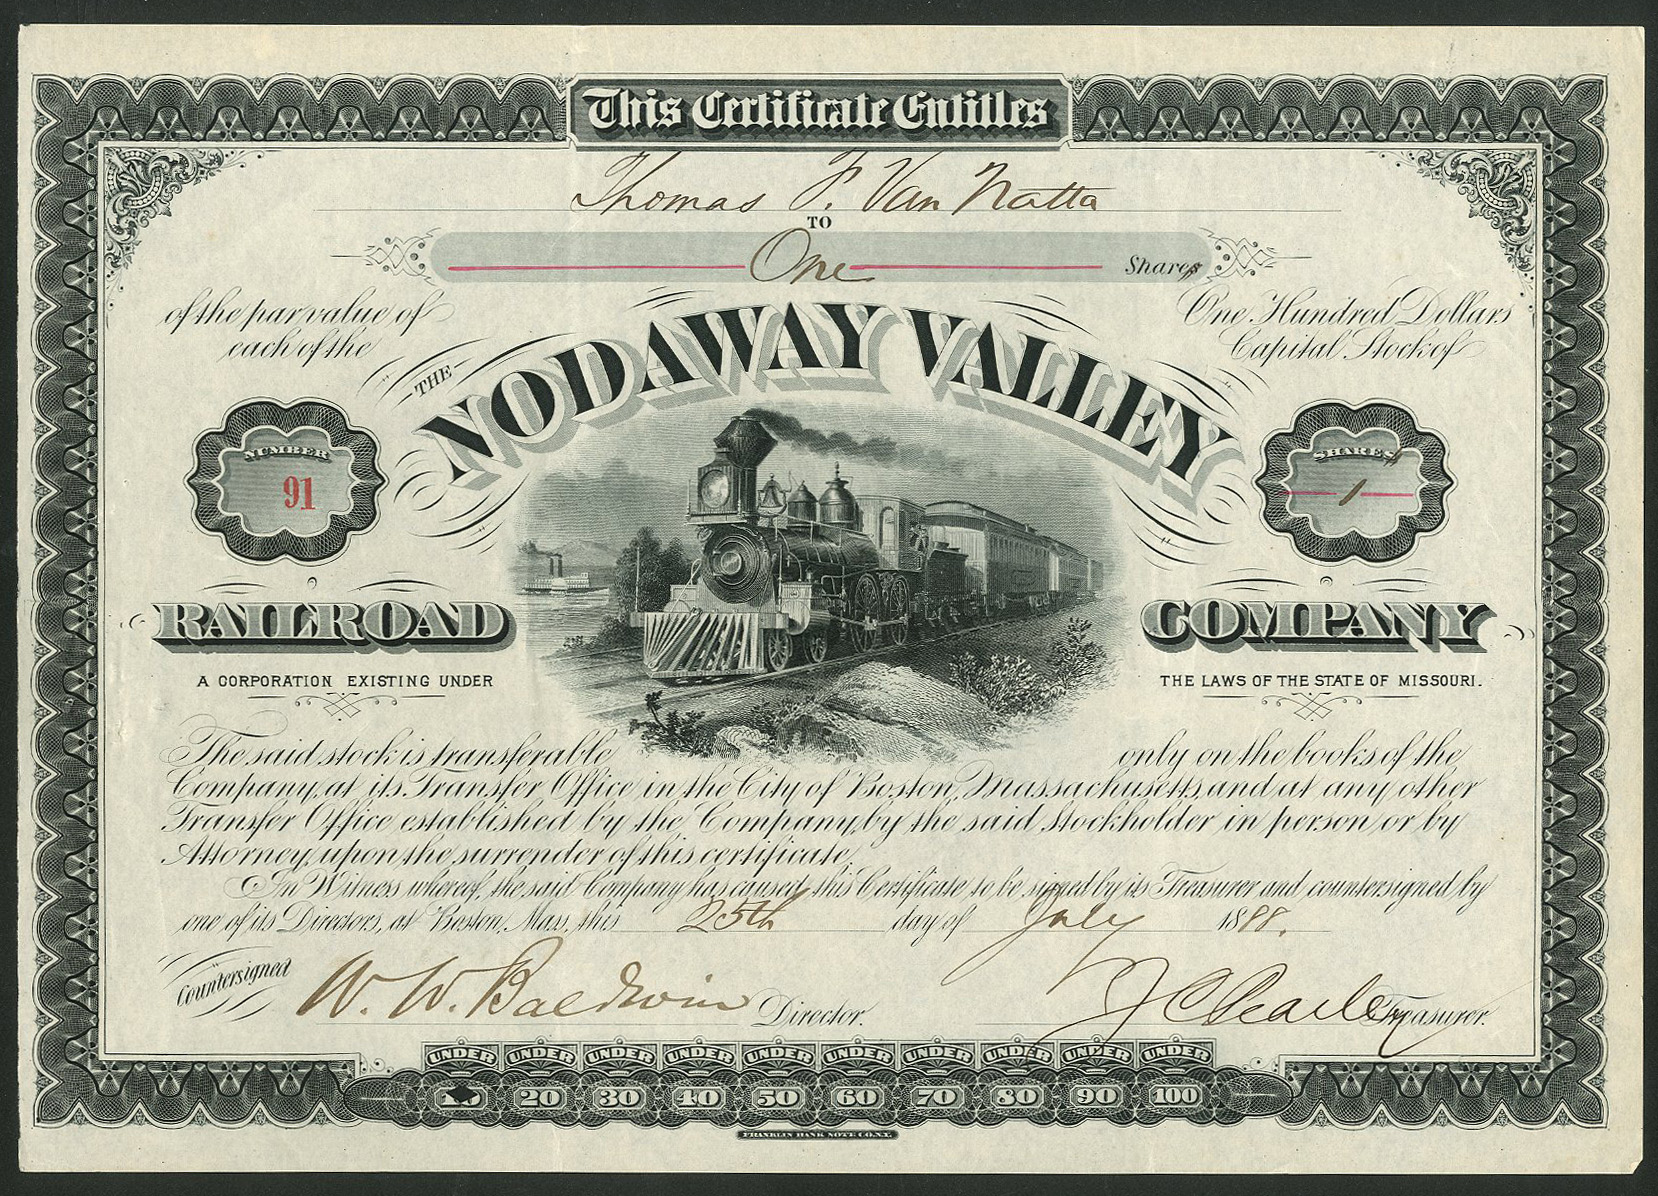 This Certificate Entitles
Thomas F. Van Natta
TO
One Shares
of the par value of One Hundred Dollars
each of the Capital Stock of
THE NODAWAY VALLEY
NUMBER
91
SHARES
1
RAILROAD COMPANY
A CORPORATION EXISTING UNDER THE LAWS OF THE STATE OF MISSOURI.
The said stock is transferable only on the books of the
Company, at its Transfer Office in the City of Boston, Massachusetts, and at any other
Transfer Office established by the Company, by the said stockholder in person, or by
Attorney, upon the surrender of this certificate.
In Witness whereof, the said Company has caused this Certificate to be signed by its Treasurer and countersigned by
one of its Directors, at Boston, Mass, this 25th day of July 1888.
Countersigned
W. W. Baldwin Director. Treasurer.
UNDER UNDER UNDER UNDER UNDER UNDER UNDER UNDER UNDER UNDER
10 20 30 40 50 60 70 80 90 100
FRANKLIN BANK NOTE CO. N.Y.